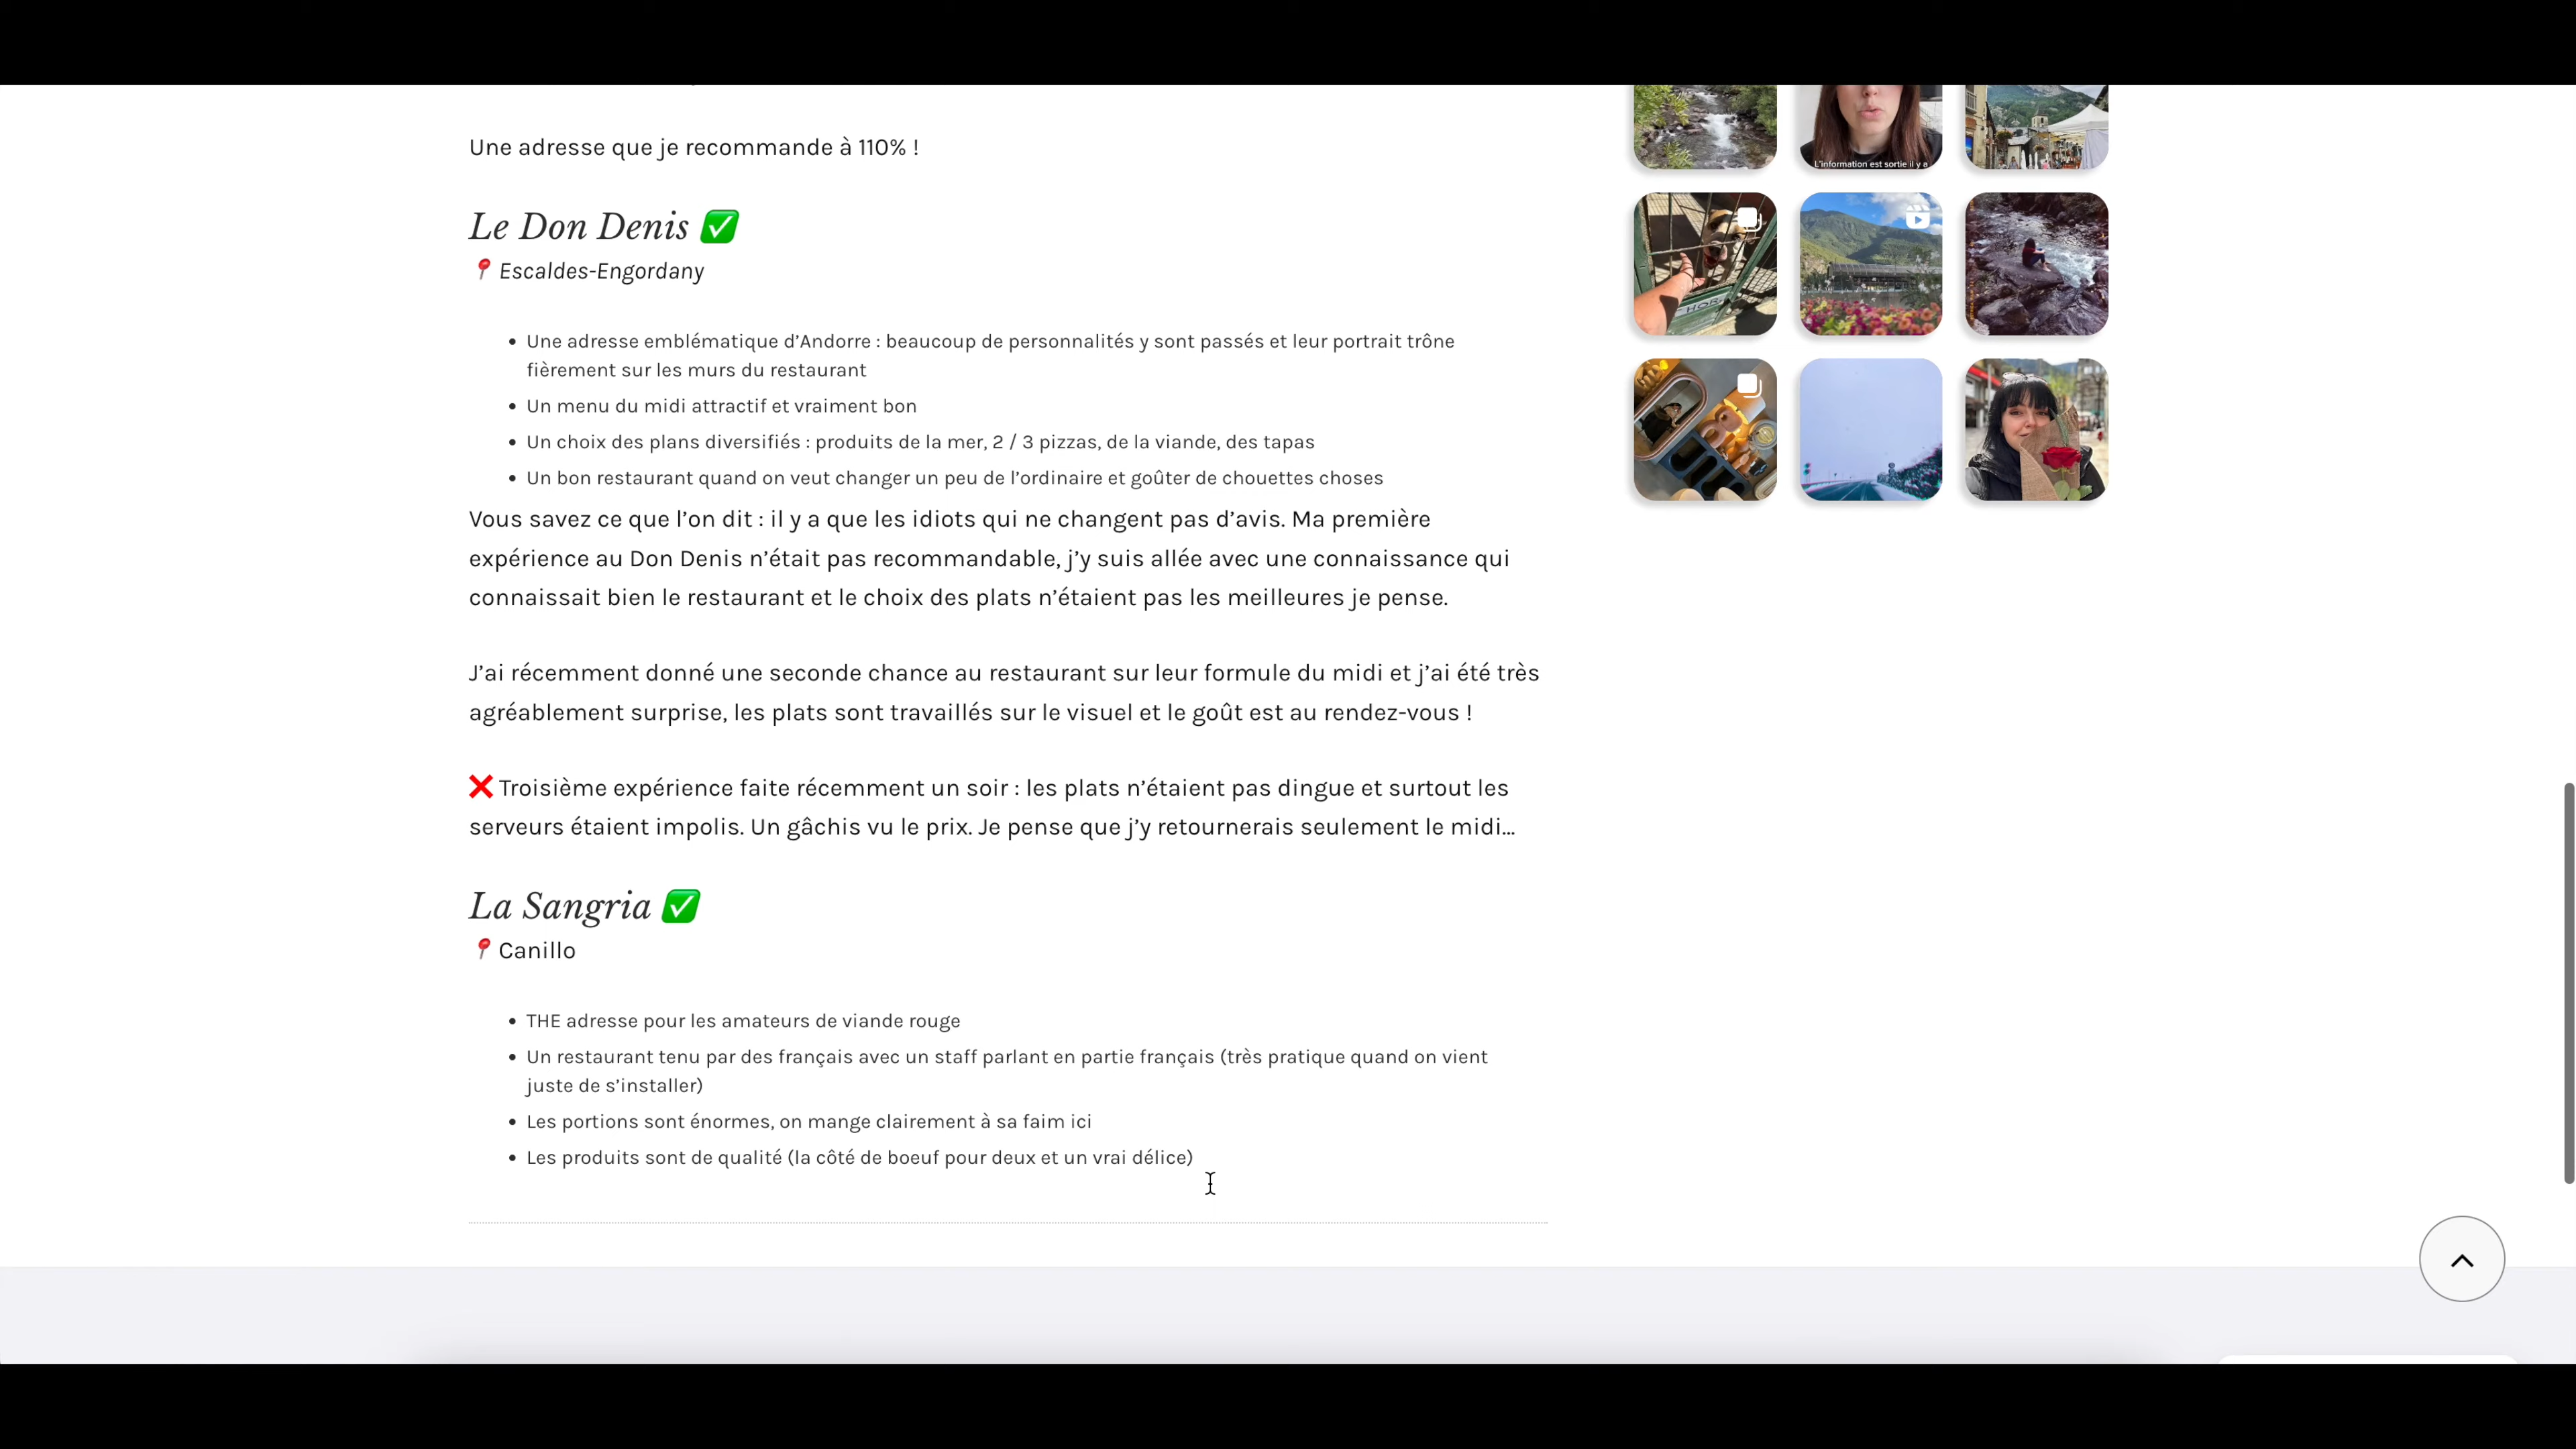 Une adresse que je recommande à 110% !
Le Don Denis ✅
📍 Escaldes-Engordany
• Une adresse emblématique d’Andorre : beaucoup de personnalités y sont passés et leur portrait trône
fièrement sur les murs du restaurant
• Un menu du midi attractif et vraiment bon
• Un choix des plans diversifiés : produits de la mer, 2 / 3 pizzas, de la viande, des tapas
• Un bon restaurant quand on veut changer un peu de l’ordinaire et goûter de chouettes choses
Vous savez ce que l’on dit : il y a que les idiots qui ne changent pas d’avis. Ma première
expérience au Don Denis n’était pas recommandable, j’y suis allée avec une connaissance qui
connaissait bien le restaurant et le choix des plats n’étaient pas les meilleures je pense.
J’ai récemment donné une seconde chance au restaurant sur leur formule du midi et j’ai été très
agréablement surprise, les plats sont travaillés sur le visuel et le goût est au rendez-vous !
❌ Troisième expérience faite récemment un soir : les plats n’étaient pas dingue et surtout les
serveurs étaient impolis. Un gâchis vu le prix. Je pense que j’y retournerais seulement le midi…
La Sangria ✅
📍 Canillo
• THE adresse pour les amateurs de viande rouge
• Un restaurant tenu par des français avec un staff parlant en partie français (très pratique quand on vient
juste de s’installer)
• Les portions sont énormes, on mange clairement à sa faim ici
• Les produits sont de qualité (la côté de boeuf pour deux et un vrai délice)
L’information est sortie il y a
THOR